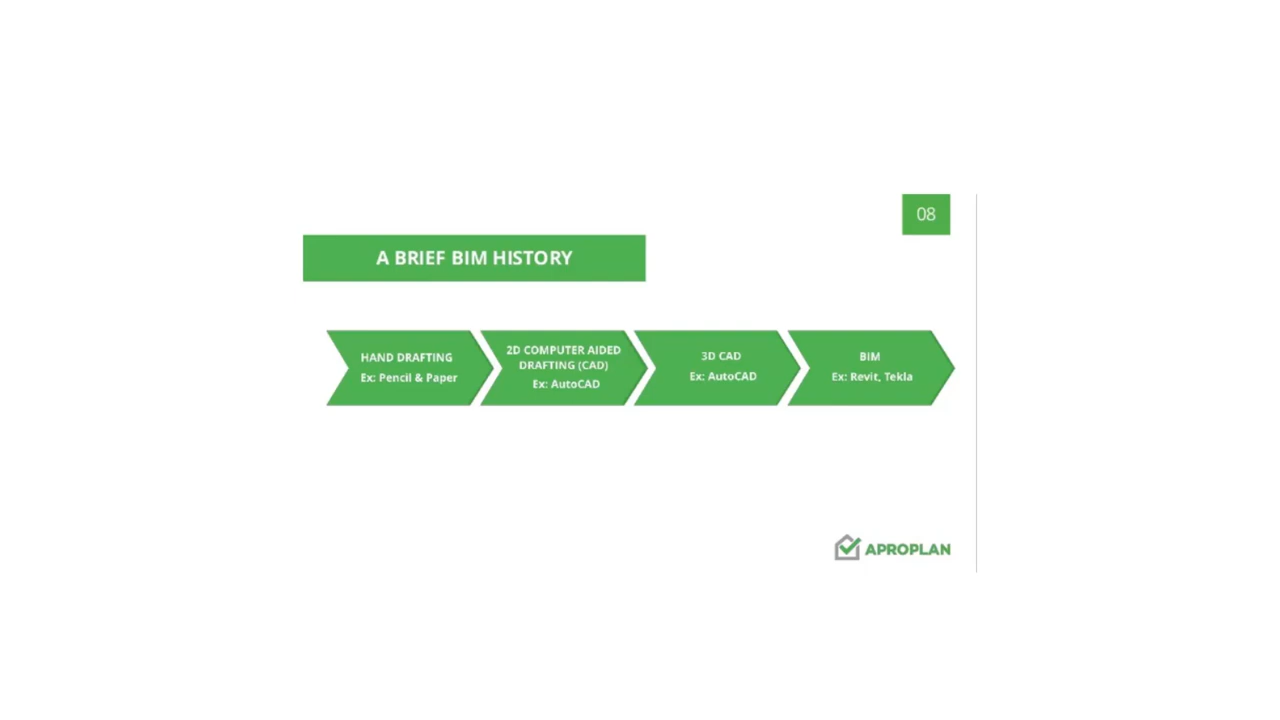 08
A BRIEF BIM HISTORY
HAND DRAFTING
Ex: Pencil & Paper
2D COMPUTER AIDED
DRAFTING (CAD)
Ex: AutoCAD
3D CAD
Ex: AutoCAD
BIM
Ex: Revit, Tekla
APROPLAN